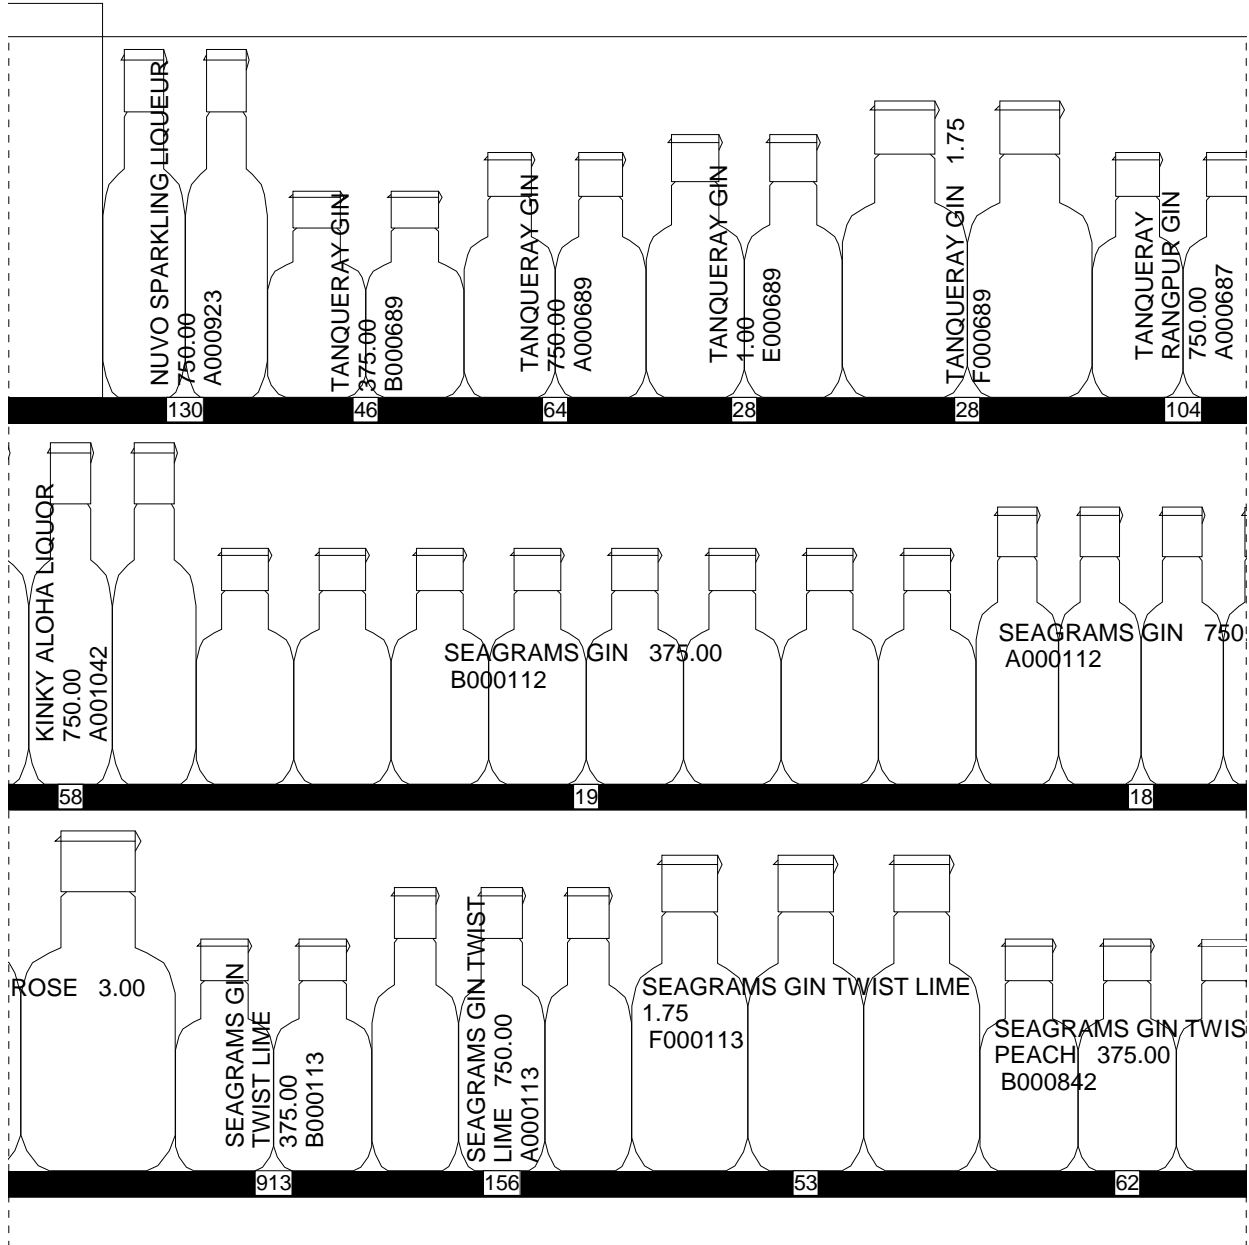 NUVO SPARKLING LIQUEUR
750.00
A000923
TANQUERAY GIN
375.00
B000689
TANQUERAY GIN
750.00
A000689
TANQUERAY GIN
1.00
E000689
TANQUERAY GIN 1.75
F000689
TANQUERAY
RANGPUR GIN
750.00
A000687
130
46
64
28
28
104
KINKY ALOHA LIQUOR
750.00
A001042
SEAGRAMS GIN 375.00
B000112
SEAGRAMS GIN 750
A000112
58
19
18
ROSE 3.00
SEAGRAMS GIN
TWIST LIME
375.00
B000113
SEAGRAMS GIN TWIST
LIME 750.00
A000113
SEAGRAMS GIN TWIST LIME
1.75
F000113
SEAGRAMS GIN TWIS
PEACH 375.00
B000842
913
156
53
62